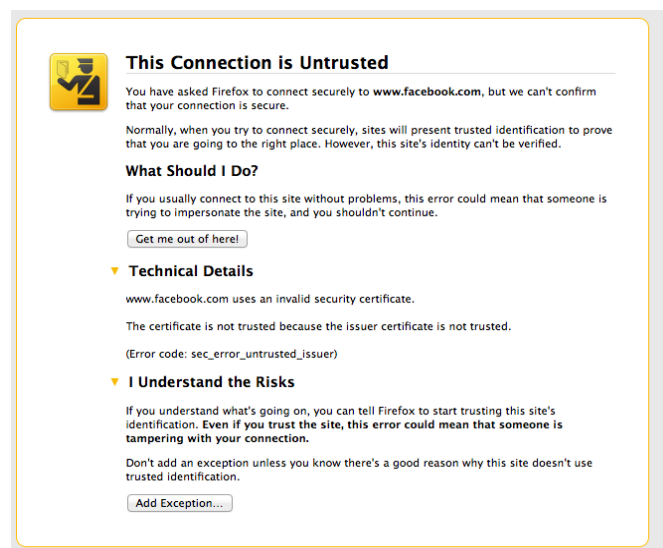 This Connection is Untrusted
You have asked Firefox to connect securely to www.facebook.com, but we can't confirm
that your connection is secure.
Normally, when you try to connect securely, sites will present trusted identification to prove
that you are going to the right place. However, this site's identity can't be verified.
What Should I Do?
If you usually connect to this site without problems, this error could mean that someone is
trying to impersonate the site, and you shouldn't continue.
Get me out of here!
Technical Details
www.facebook.com uses an invalid security certificate.
The certificate is not trusted because the issuer certificate is not trusted.
(Error code: sec_error_untrusted_issuer)
I Understand the Risks
If you understand what's going on, you can tell Firefox to start trusting this site's
identification. Even if you trust the site, this error could mean that someone is
tampering with your connection.
Don't add an exception unless you know there's a good reason why this site doesn't use
trusted identification.
Add Exception...